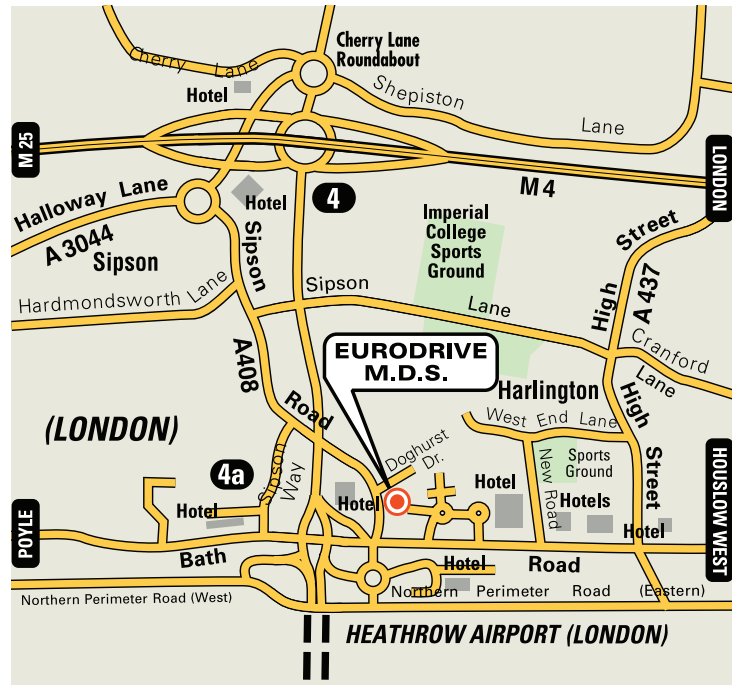 Cherry Lane
Cherry Lane
Roundabout
Hotel
Shepiston
Lane
M 25
LONDON
M 4
Halloway Lane
A 3044
Hotel
4
Sipson
Sipson
Imperial
College
Sports
Ground
Street
High
A 437
Hardmondsworth Lane
Sipson
Lane
Cranford
Lane
A408
EURODRIVE
M.D.S.
Harlington
High
Street
Road
(LONDON)
West End Lane
Doghurst
Dr.
4a
Sipson
Way
New Road
Sports
Ground
Hotel
Hotel
Hotel
Hotels
Hotel
POYLE
HOUSLOW WEST
Bath
Road
Hotel
Northern Perimeter Road (West)
Northern Perimeter Road (Eastern)
HEATHROW AIRPORT (LONDON)